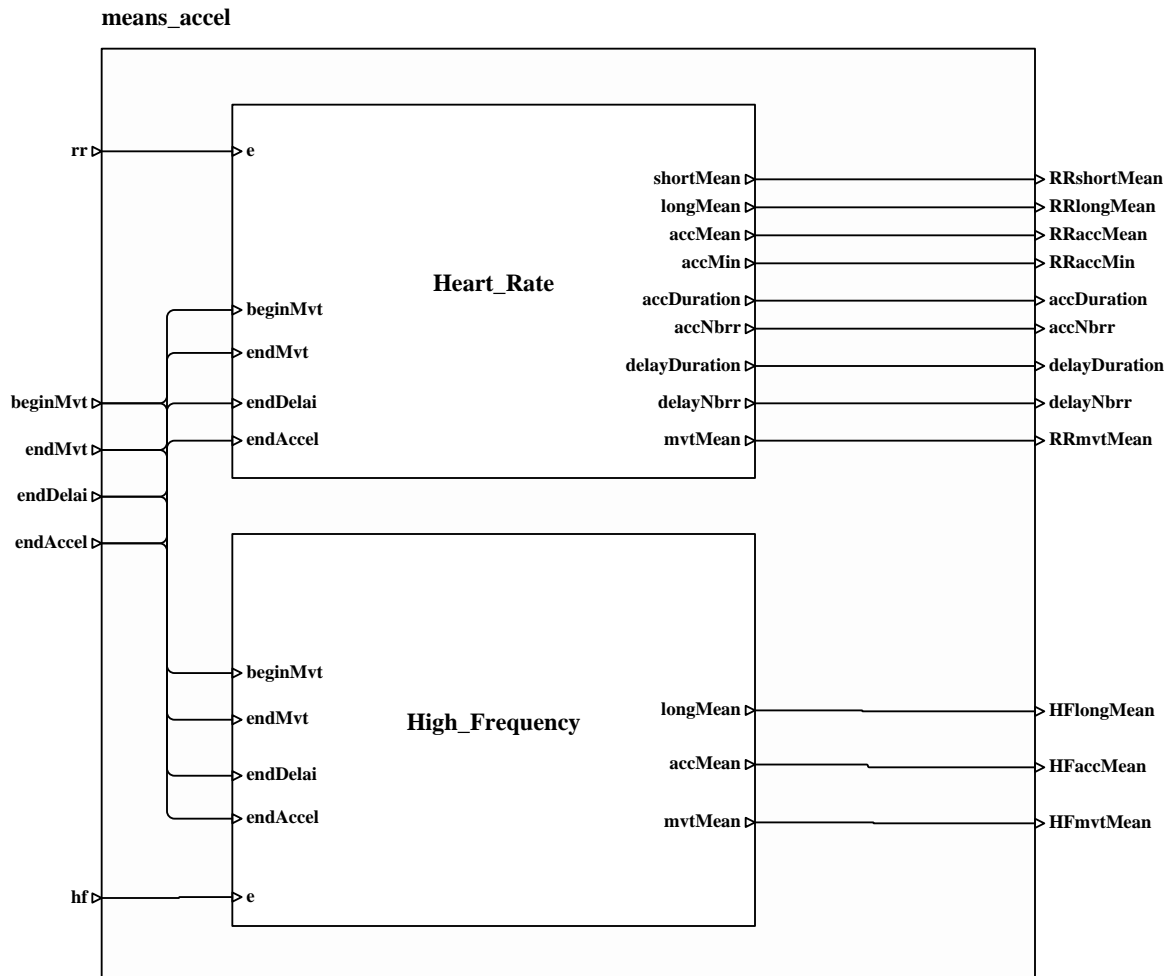 means_accel
rr
e
shortMean
RRshortMean
longMean
RRlongMean
accMean
RRaccMean
accMin
RRaccMin
Heart_Rate
accDuration
accDuration
beginMvt
accNbrr
accNbrr
endMvt
delayDuration
delayDuration
beginMvt
endDelai
delayNbrr
delayNbrr
endAccel
mvtMean
RRmvtMean
endMvt
endDelai
endAccel
beginMvt
longMean
HFlongMean
endMvt
High_Frequency
accMean
HFaccMean
endDelai
endAccel
mvtMean
HFmvtMean
hf
e